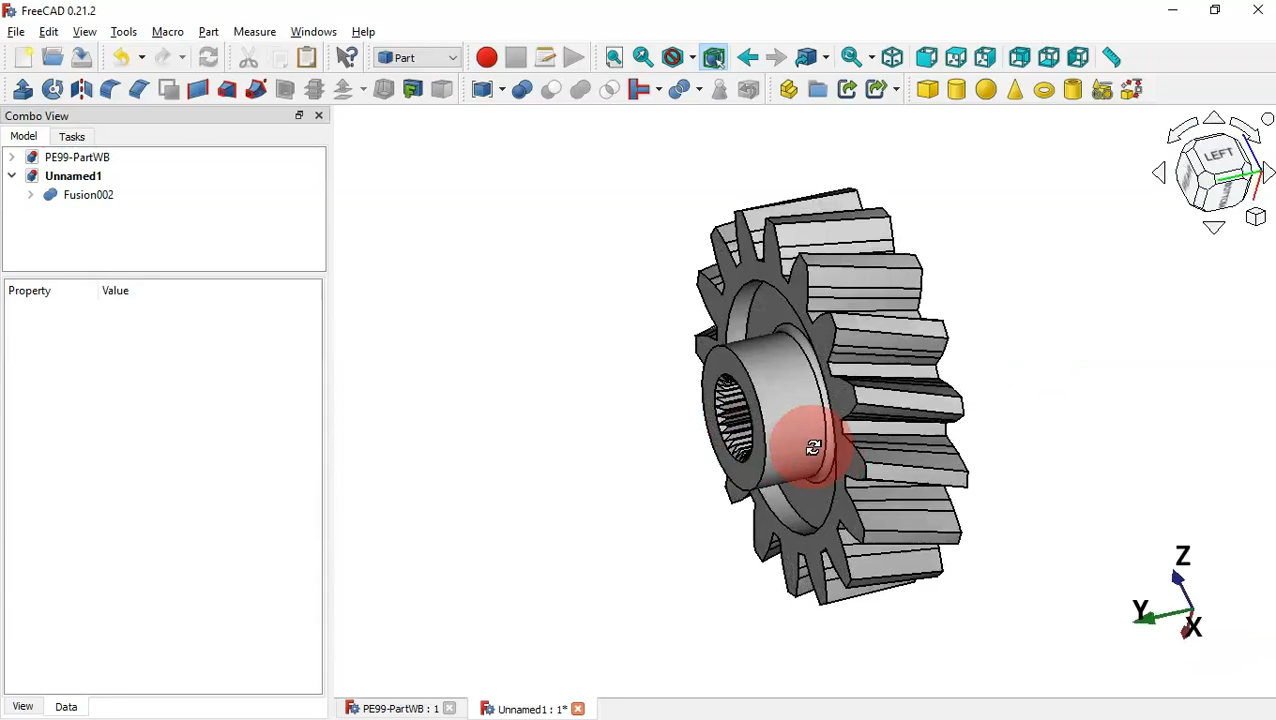 FreeCAD 0.21.2
File Edit View Tools Macro Part Measure Windows Help
Part
Combo View
Model Tasks
PE99-PartWB
Unnamed1
Fusion002
Property Value
LEFT
Z
Y
X
View Data
PE99-PartWB : 1
Unnamed1 : 1*